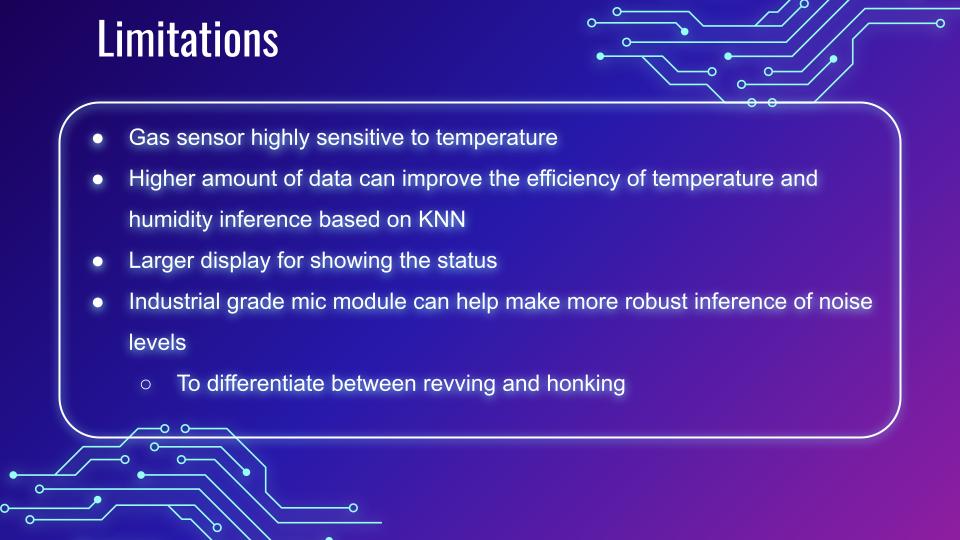 Limitations
● Gas sensor highly sensitive to temperature
● Higher amount of data can improve the efficiency of temperature and
humidity inference based on KNN
● Larger display for showing the status
● Industrial grade mic module can help make more robust inference of noise
levels
○ To differentiate between revving and honking